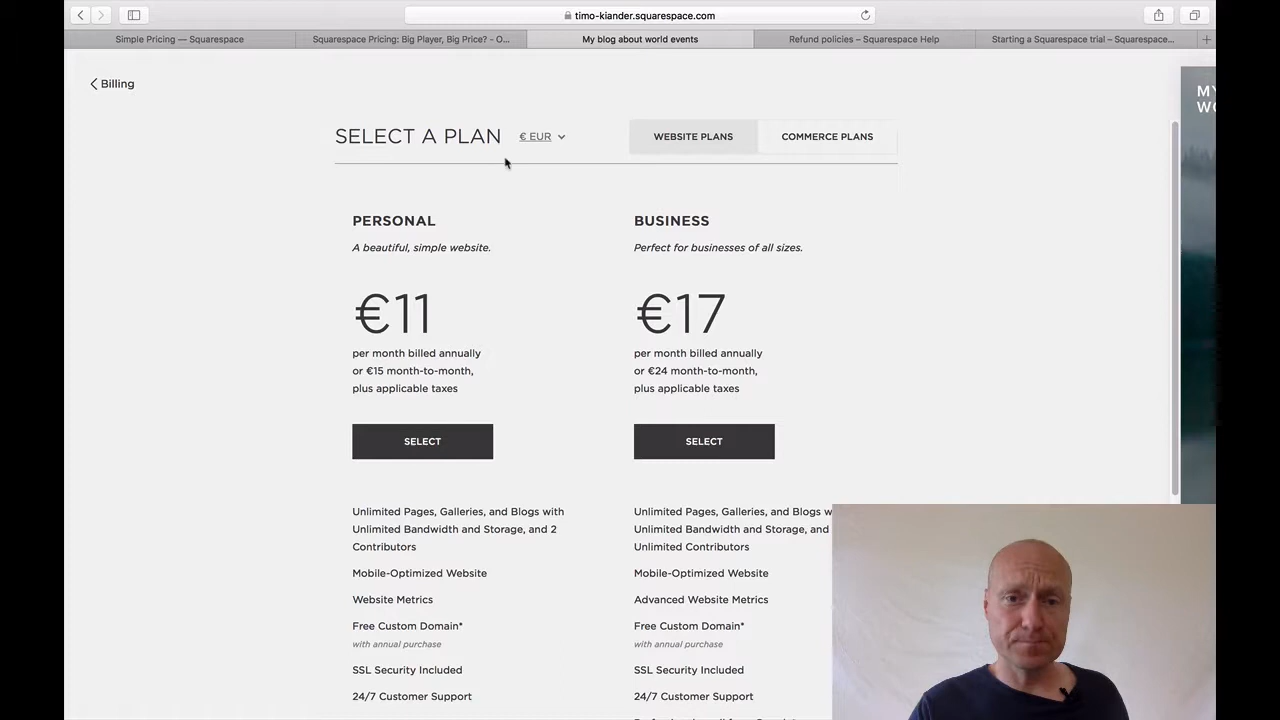 timo-kiander.squarespace.com
Simple Pricing — Squarespace
Squarespace Pricing: Big Player, Big Price? - O...
My blog about world events
Refund policies – Squarespace Help
Starting a Squarespace trial – Squarespace...
Billing
MY
WO
SELECT A PLAN
€ EUR
WEBSITE PLANS
COMMERCE PLANS
PERSONAL
A beautiful, simple website.
€11
per month billed annually
or €15 month-to-month,
plus applicable taxes
SELECT
Unlimited Pages, Galleries, and Blogs with
Unlimited Bandwidth and Storage, and 2
Contributors
Mobile-Optimized Website
Website Metrics
Free Custom Domain*
with annual purchase
SSL Security Included
24/7 Customer Support
BUSINESS
Perfect for businesses of all sizes.
€17
per month billed annually
or €24 month-to-month,
plus applicable taxes
SELECT
Unlimited Pages, Galleries, and Blogs w
Unlimited Bandwidth and Storage, and
Unlimited Contributors
Mobile-Optimized Website
Advanced Website Metrics
Free Custom Domain*
with annual purchase
SSL Security Included
24/7 Customer Support